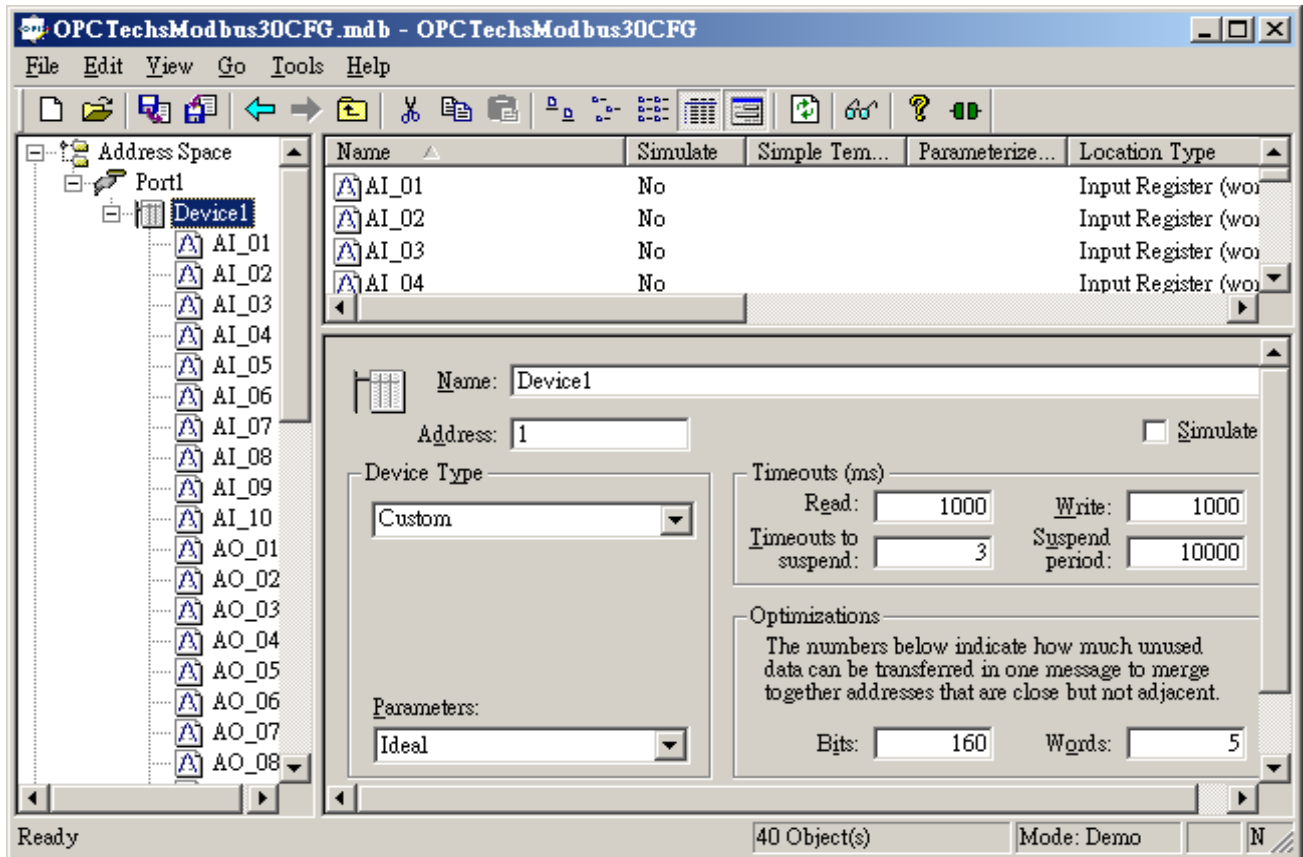 OPCTechsModbus30CFG.mdb - OPCTechsModbus30CFG
File Edit View Go Tools Help
Address Space
Port1
Device1
AI_01
AI_02
AI_03
AI_04
AI_05
AI_06
AI_07
AI_08
AI_09
AI_10
AO_01
AO_02
AO_03
AO_04
AO_05
AO_06
AO_07
AO_08
Name Simulate Simple Tem... Parameterize... Location Type
AI_01 No Input Register (wor
AI_02 No Input Register (wor
AI_03 No Input Register (wor
AI_04 No Input Register (wor
Name: Device1
Address: 1 Simulate
Device Type
Custom
Parameters:
Ideal
Timeouts (ms)
Read: 1000 Write: 1000
Timeouts to suspend: 3 Suspend period: 10000
Optimizations
The numbers below indicate how much unused
data can be transferred in one message to merge
together addresses that are close but not adjacent.
Bits: 160 Words: 5
Ready 40 Object(s) Mode: Demo N